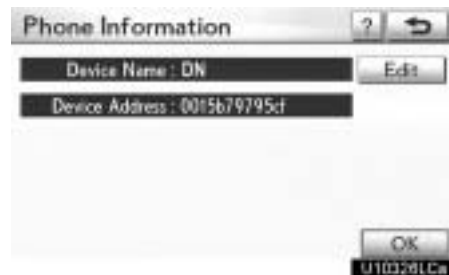 Phone Information ?
Device Name : DN Edit
Device Address : 0015b79795cf
OK
U10326LCa